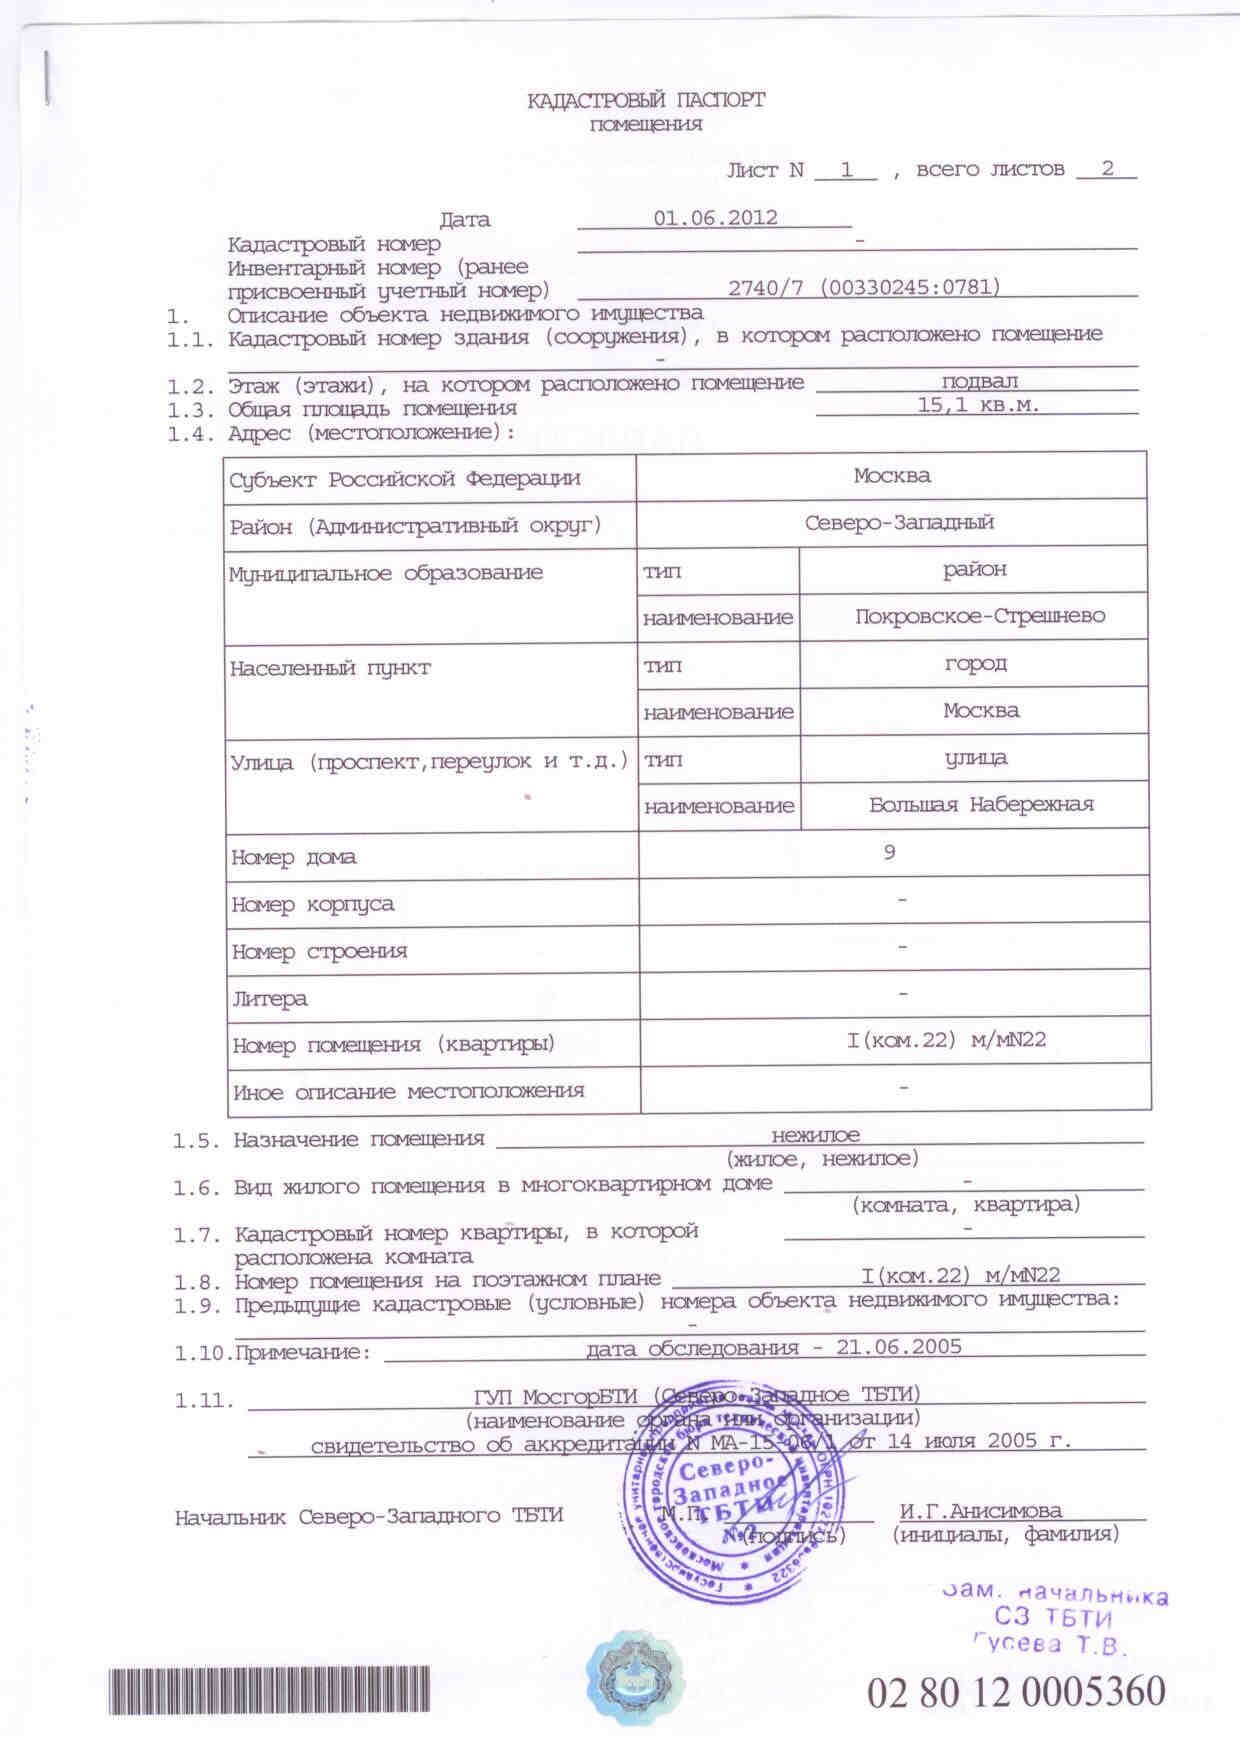 КАДАСТРОВЫЙ ПАСПОРТ
помещения
Лист N 1 , всего листов 2
Дата 01.06.2012
Кадастровый номер -
Инвентарный номер (ранее
присвоенный учетный номер) 2740/7 (00330245:0781)
1. Описание объекта недвижимого имущества
1.1. Кадастровый номер здания (сооружения), в котором расположено помещение
-
1.2. Этаж (этажи), на котором расположено помещение подвал
1.3. Общая площадь помещения 15,1 кв.м.
1.4. Адрес (местоположение):
Субъект Российской Федерации Москва
Район (Административный округ) Северо-Западный
Муниципальное образование тип район
наименование Покровское-Стрешнево
Населенный пункт тип город
наименование Москва
Улица (проспект,переулок и т.д.) тип улица
наименование Большая Набережная
Номер дома 9
Номер корпуса -
Номер строения -
Литера -
Номер помещения (квартиры) I(ком.22) м/мN22
Иное описание местоположения -
1.5. Назначение помещения нежилое
(жилое, нежилое)
1.6. Вид жилого помещения в многоквартирном доме -
(комната, квартира)
1.7. Кадастровый номер квартиры, в которой -
расположена комната
1.8. Номер помещения на поэтажном плане I(ком.22) м/мN22
1.9. Предыдущие кадастровые (условные) номера объекта недвижимого имущества:
-
1.10.Примечание: дата обследования - 21.06.2005
1.11. ГУП МосгорБТИ (Северо-Западное ТБТИ)
(наименование органа или организации)
свидетельство об аккредитации N МА-15-06/1 от 14 июля 2005 г.
Северо-
Западное
ТБТИ
№2
Начальник Северо-Западного ТБТИ М.П. И.Г.Анисимова
(подпись) (инициалы, фамилия)
Зам. начальника
СЗ ТБТИ
Гусева Т.В.
02 80 12 0005360